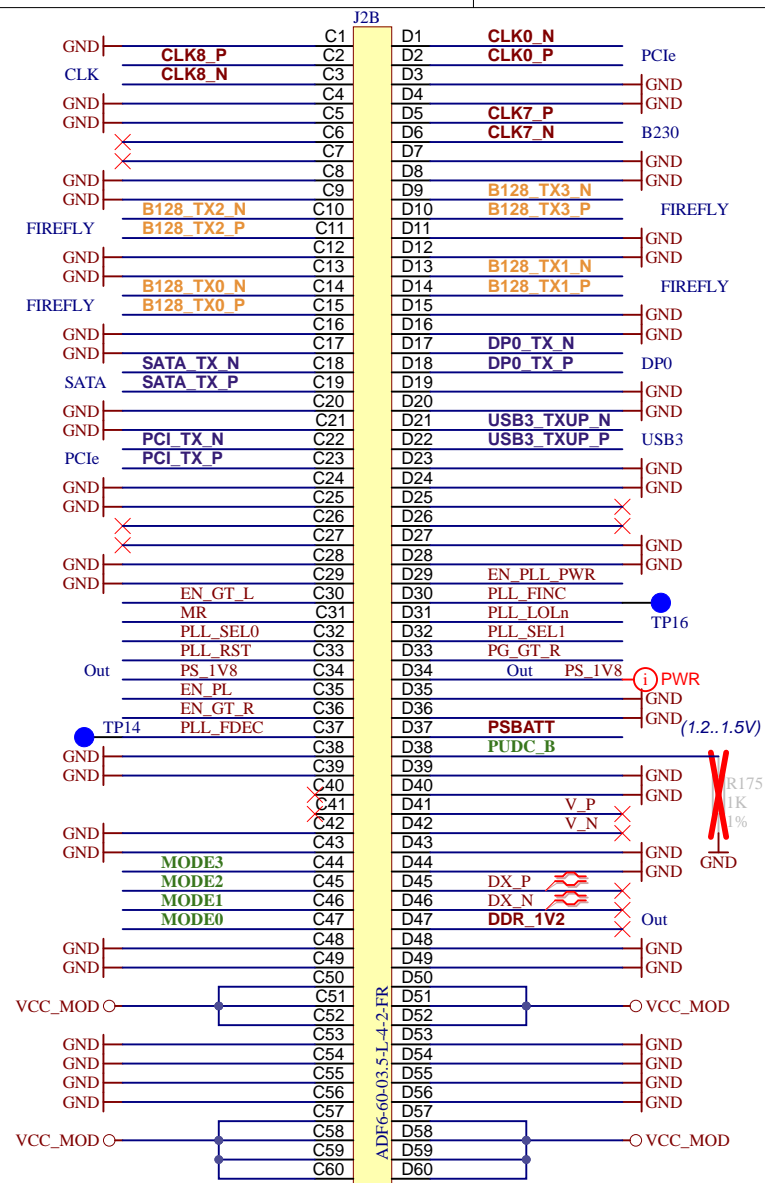 J2B
GND C1 D1 CLK0_N
CLK8_P C2 D2 CLK0_P PCIe
CLK CLK8_N C3 D3 GND
GND C4 D4 GND
GND C5 D5 CLK7_P
C6 D6 CLK7_N B230
C7 D7 GND
GND C8 D8 GND
GND C9 D9 B128_TX3_N
B128_TX2_N C10 D10 B128_TX3_P FIREFLY
FIREFLY B128_TX2_P C11 D11 GND
GND C12 D12 GND
GND C13 D13 B128_TX1_N
B128_TX0_N C14 D14 B128_TX1_P FIREFLY
FIREFLY B128_TX0_P C15 D15 GND
GND C16 D16 GND
GND C17 D17 DP0_TX_N
SATA_TX_N C18 D18 DP0_TX_P DP0
SATA SATA_TX_P C19 D19 GND
GND C20 D20 GND
GND C21 D21 USB3_TXUP_N
PCI_TX_N C22 D22 USB3_TXUP_P USB3
PCIe PCI_TX_P C23 D23 GND
GND C24 D24 GND
GND C25 D25
C26 D26
C27 D27 GND
GND C28 D28 GND
GND C29 D29 EN_PLL_PWR
EN_GT_L C30 D30 PLL_FINC
MR C31 D31 PLL_LOLn TP16
PLL_SEL0 C32 D32 PLL_SEL1
PLL_RST C33 D33 PG_GT_R
Out PS_1V8 C34 D34 Out PS_1V8 i PWR
EN_PL C35 D35 GND
EN_GT_R C36 D36 GND
TP14 PLL_FDEC C37 D37 PSBATT (1.2..1.5V)
GND C38 D38 PUDC_B
GND C39 D39 GND
C40 D40 GND R175
C41 D41 V_P 1K
GND C42 D42 V_N 1%
GND C43 D43 GND
MODE3 C44 D44 GND GND
MODE2 C45 D45 DX_P
MODE1 C46 D46 DX_N
MODE0 C47 D47 DDR_1V2 Out
GND C48 D48 GND
GND C49 D49 GND
C50 D50
VCC_MOD C51 D51 VCC_MOD
C52 D52
GND C53 D53 GND
GND C54 D54 GND
GND C55 D55 GND
GND C56 D56 GND
C57 D57
VCC_MOD C58 D58 VCC_MOD
C59 D59
C60 D60
ADF6-60-03.5-L-4-2-FR